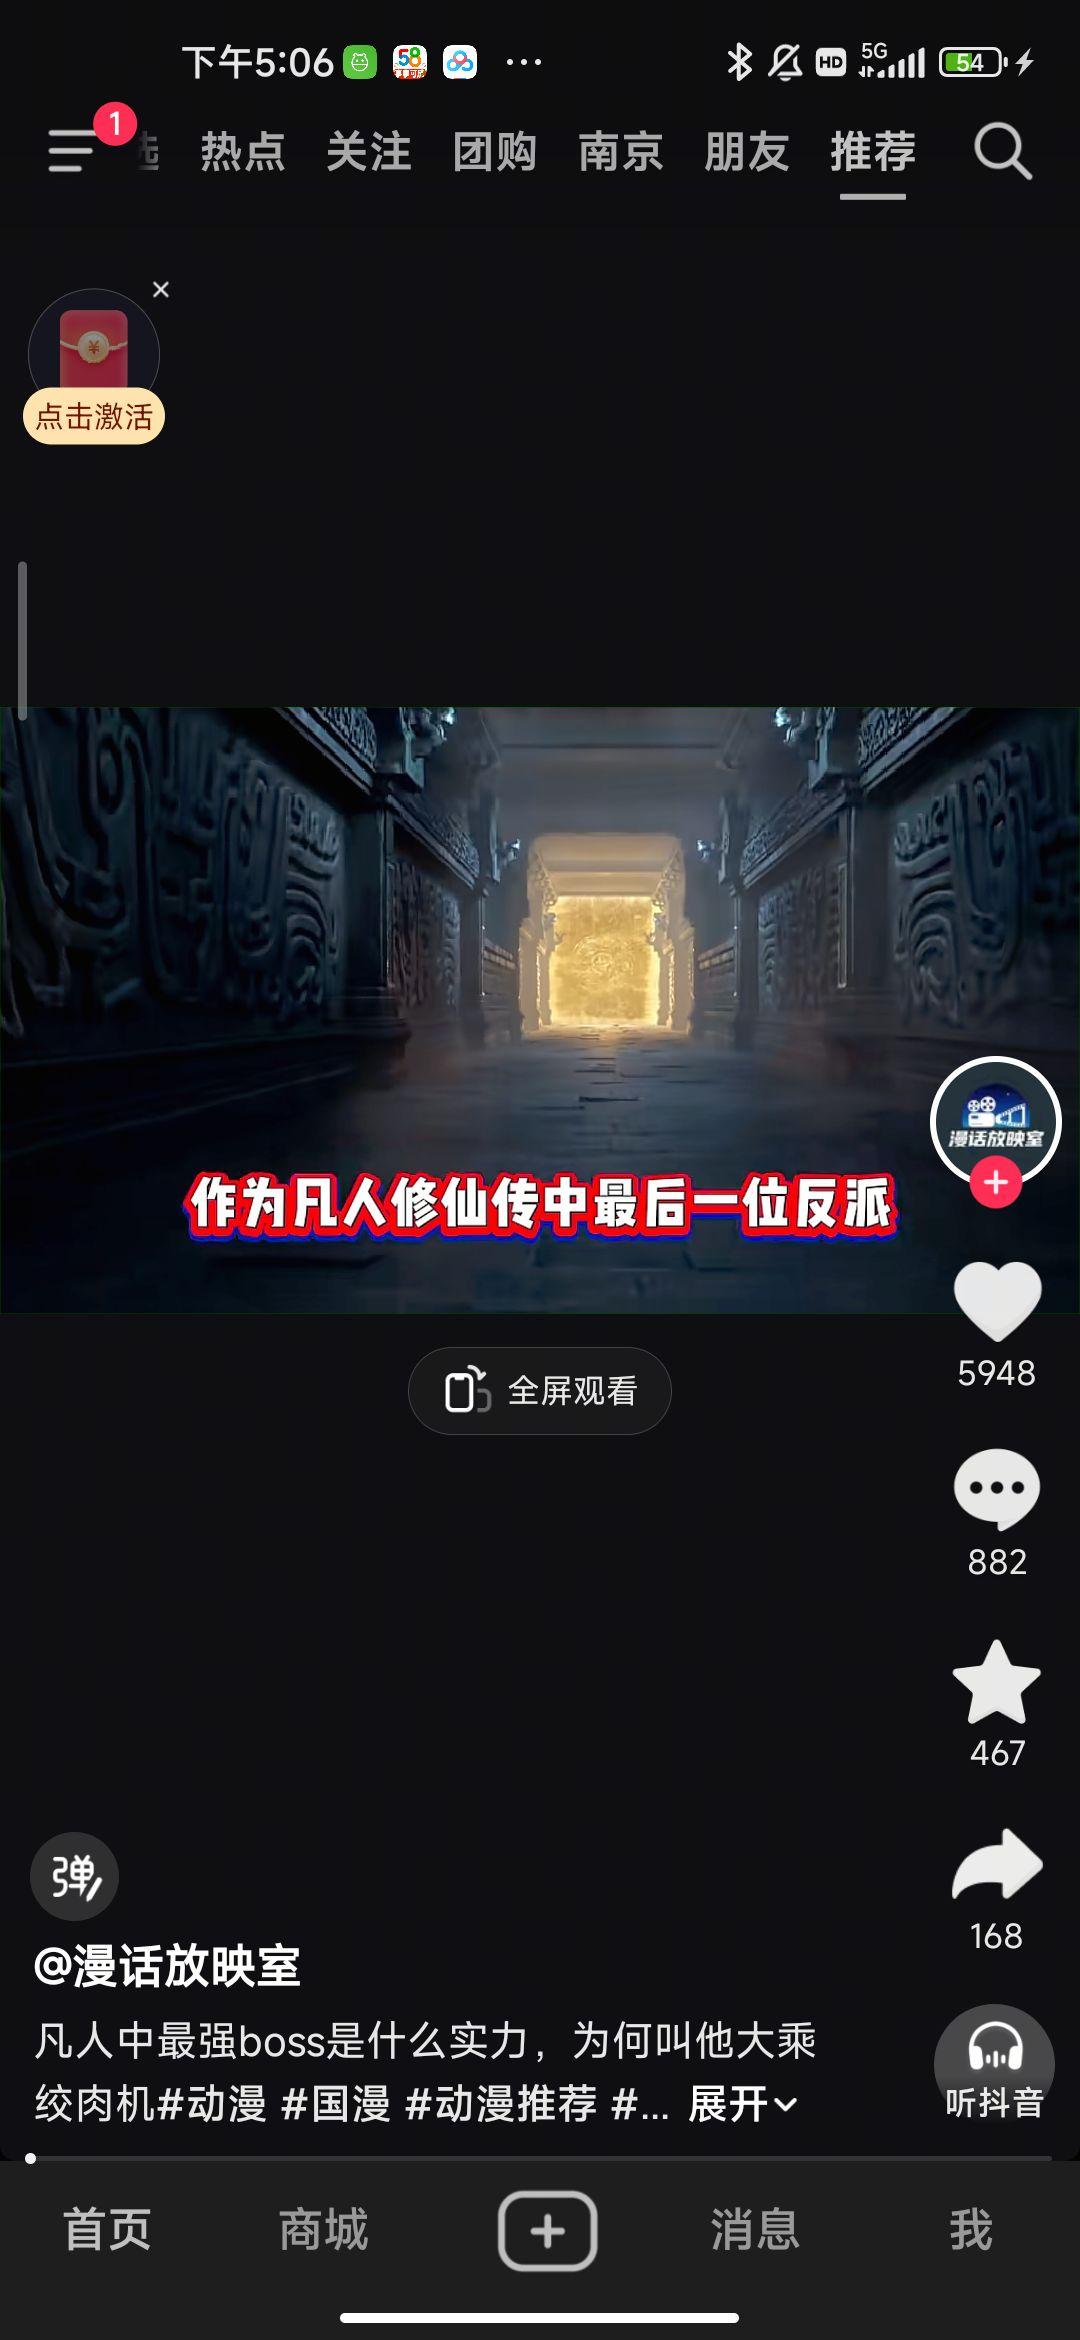 下午5:06
58
HD
5G
54
1
热点
关注
团购
南京
朋友
推荐
点击激活
漫话放映室
作为凡人修仙传中最后一位反派
5948
全屏观看
882
467
168
弹
@漫话放映室
凡人中最强boss是什么实力，为何叫他大乘
绞肉机#动漫 #国漫 #动漫推荐 #... 展开
听抖音
首页
商城
消息
我